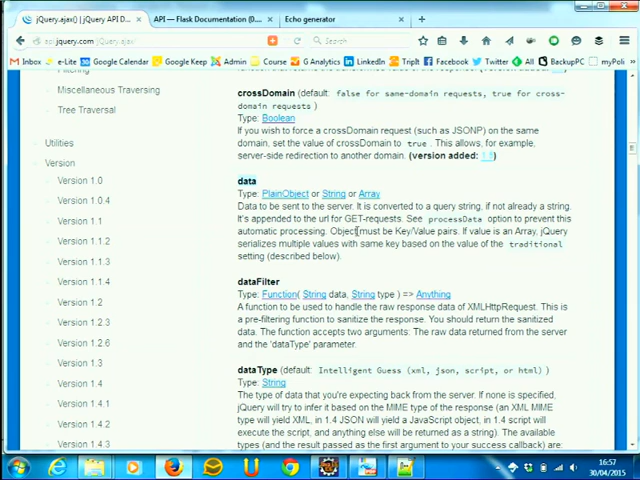 jQuery.ajax() | jQuery API D...
API — Flask Documentation (0...
Echo generator
api.jquery.com/jQuery.ajax/
Search
Inbox
e-Lite
Google Calendar
Admin
Course
Google Analytics
LinkedIn
TripIt
Facebook
Twitter
BackupPC
myPoli
Miscellaneous Traversing
Tree Traversal
Utilities
Version
Version 1.0
Version 1.0.4
Version 1.1
Version 1.1.2
Version 1.1.3
Version 1.1.4
Version 1.2
Version 1.2.3
Version 1.2.6
Version 1.3
Version 1.4
Version 1.4.1
Version 1.4.2
Version 1.4.3
crossDomain (default: false for same-domain requests, true for cross-
domain requests )
Type: Boolean
If you wish to force a crossDomain request (such as JSONP) on the same
domain, set the value of crossDomain to true. This allows, for example,
server-side redirection to another domain. (version added: 1.5)
data
Type: PlainObject or String or Array
Data to be sent to the server. It is converted to a query string, if not already a string.
It's appended to the url for GET-requests. See processData option to prevent this
automatic processing. Object must be Key/Value pairs. If value is an Array, jQuery
serializes multiple values with same key based on the value of the traditional
setting (described below).
dataFilter
Type: Function( String data, String type ) => Anything
A function to be used to handle the raw response data of XMLHttpRequest. This is
a pre-filtering function to sanitize the response. You should return the sanitized
data. The function accepts two arguments: The raw data returned from the server
and the 'dataType' parameter.
dataType (default: Intelligent Guess (xml, json, script, or html) )
Type: String
The type of data that you're expecting back from the server. If none is specified,
jQuery will try to infer it based on the MIME type of the response (an XML MIME
type will yield XML, in 1.4 JSON will yield a JavaScript object, in 1.4 script will
execute the script, and anything else will be returned as a string). The available
types (and the result passed as the first argument to your success callback) are:
16:57
30/04/2015